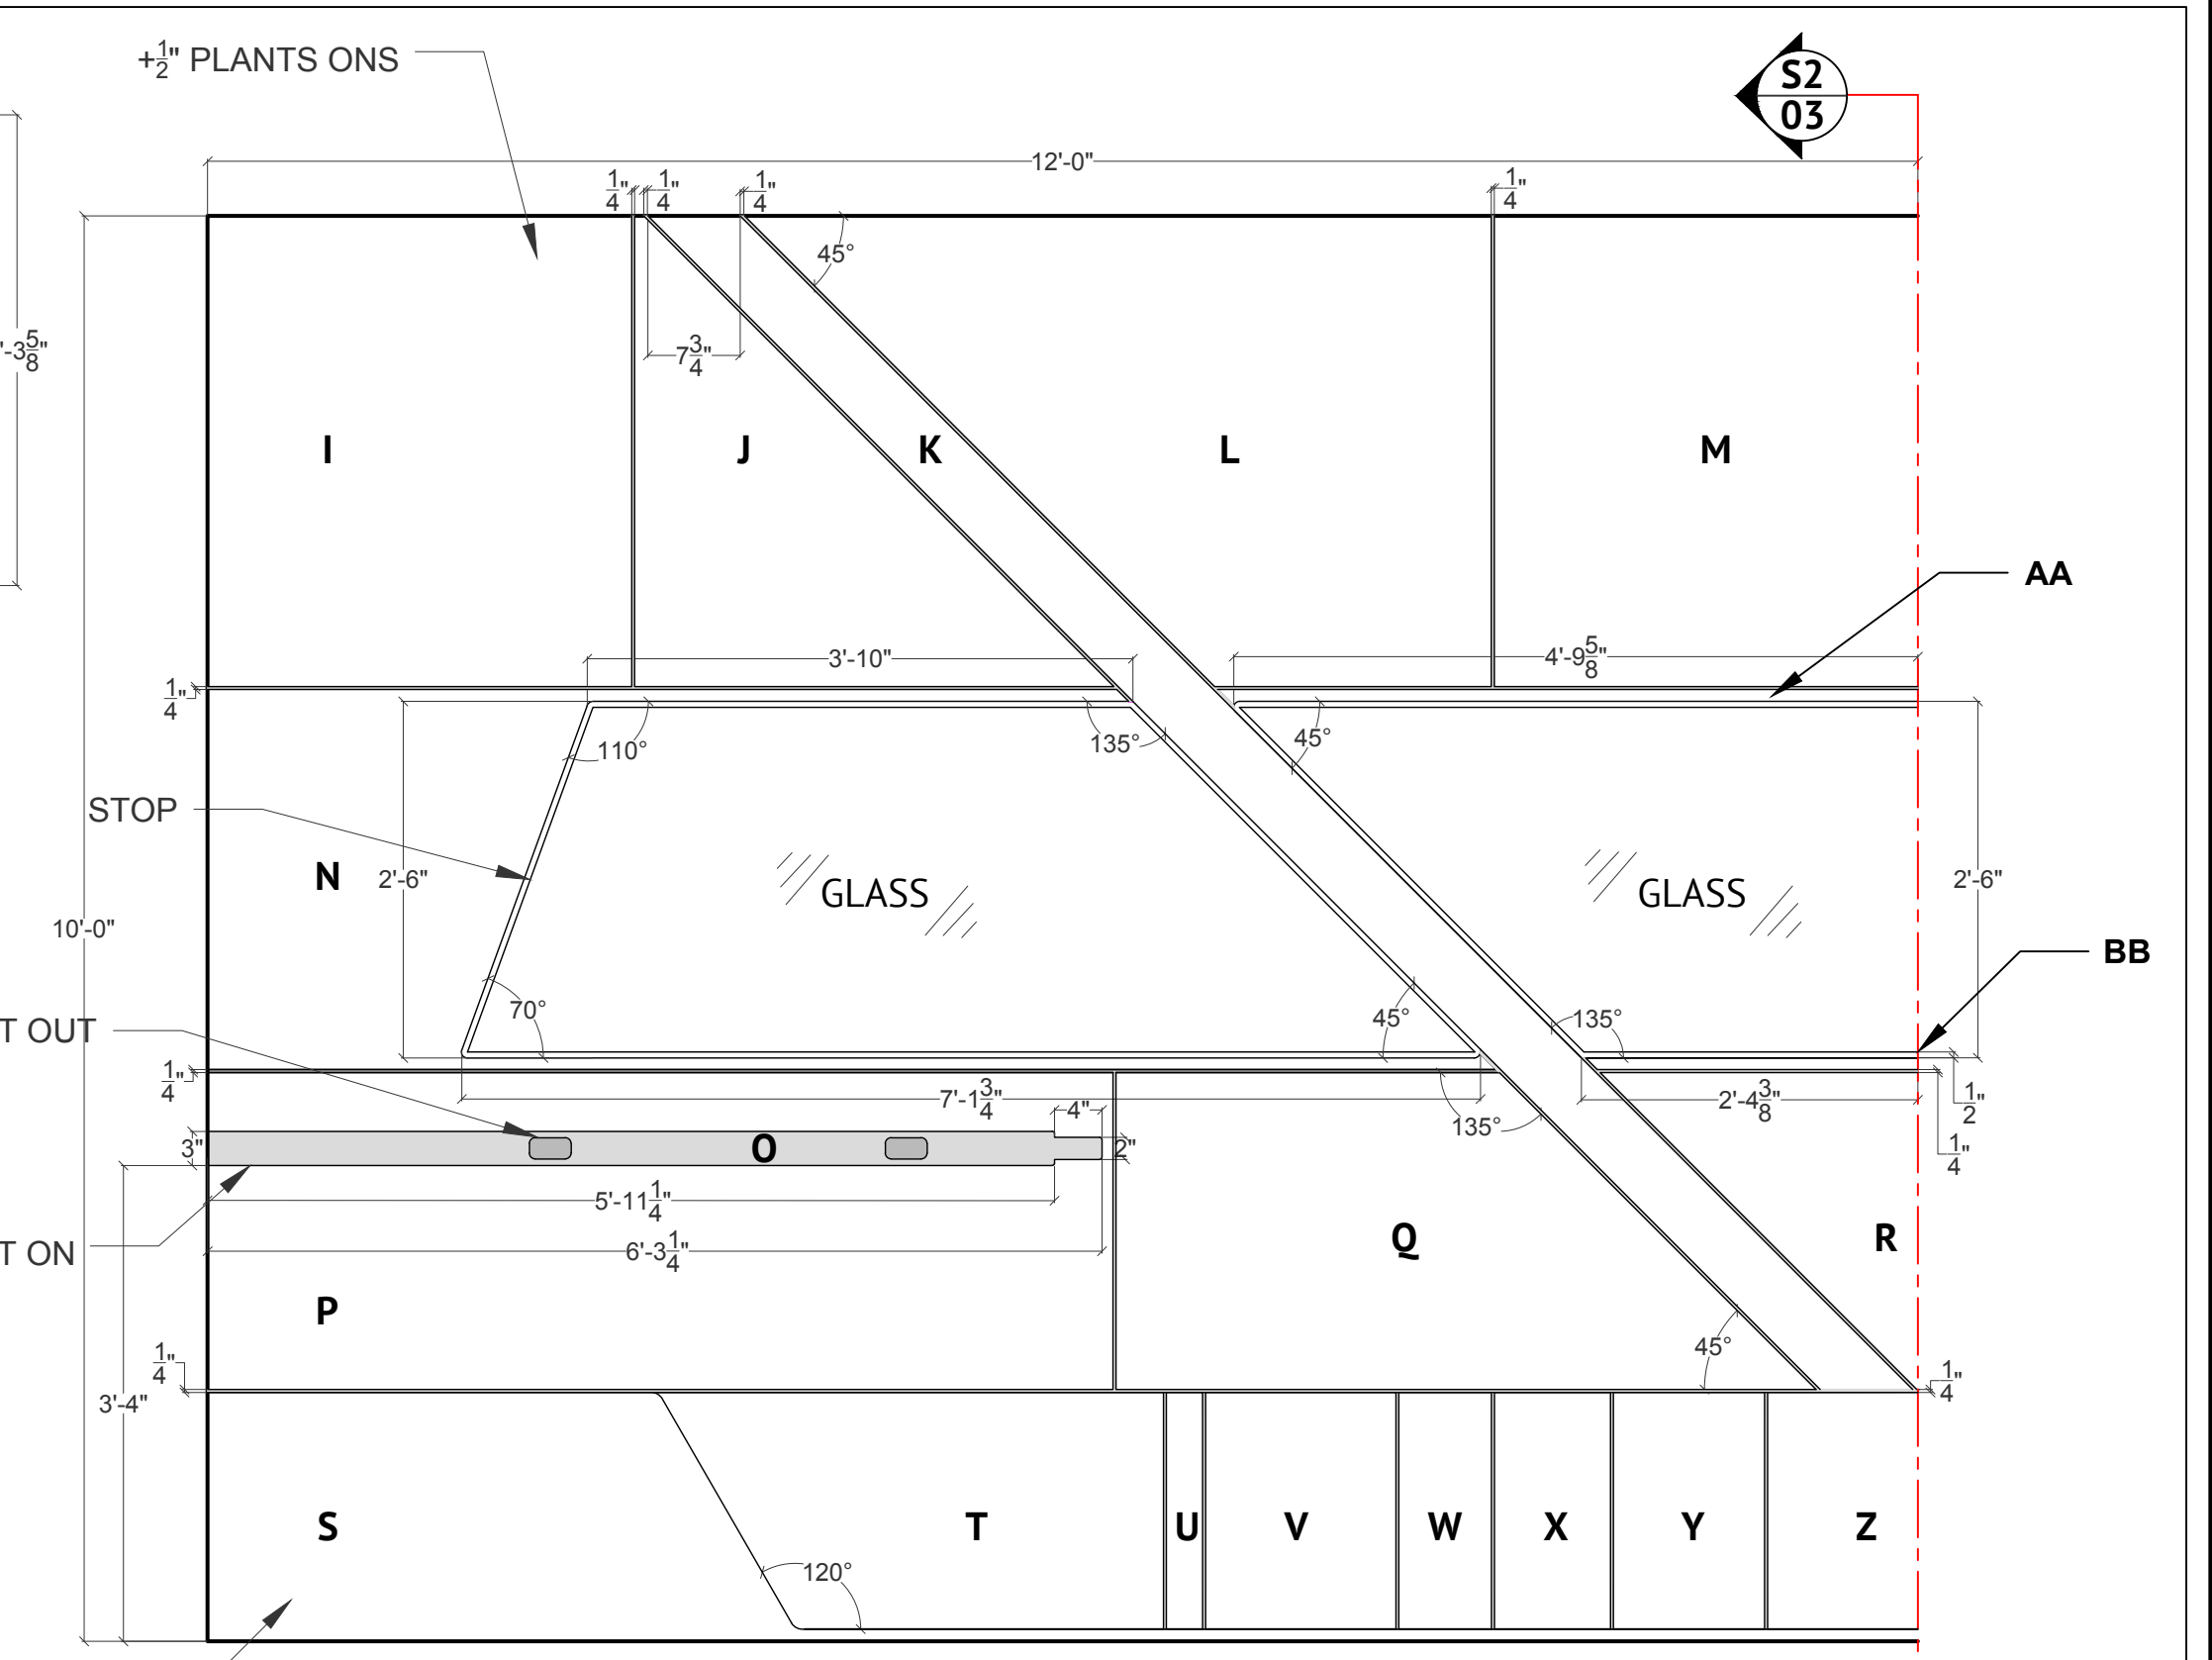 +1/2" PLANTS ONS
S2
03
12'-0"
1/4"
1/4"
1/4"
1/4"
45°
'-3 5/8"
7 3/4"
I
J
K
L
M
AA
3'-10"
4'-9 5/8"
1/4"
110°
135°
45°
STOP
N
2'-6"
GLASS
GLASS
2'-6"
10'-0"
BB
70°
45°
135°
T OUT
1/4"
7'-1 3/4"
4"
2'-4 3/8"
1/2"
135°
3"
O
2"
1/4"
5'-11 1/4"
T ON
6'-3 1/4"
Q
R
P
1/4"
45°
1/4"
3'-4"
S
T
U
V
W
X
Y
Z
120°